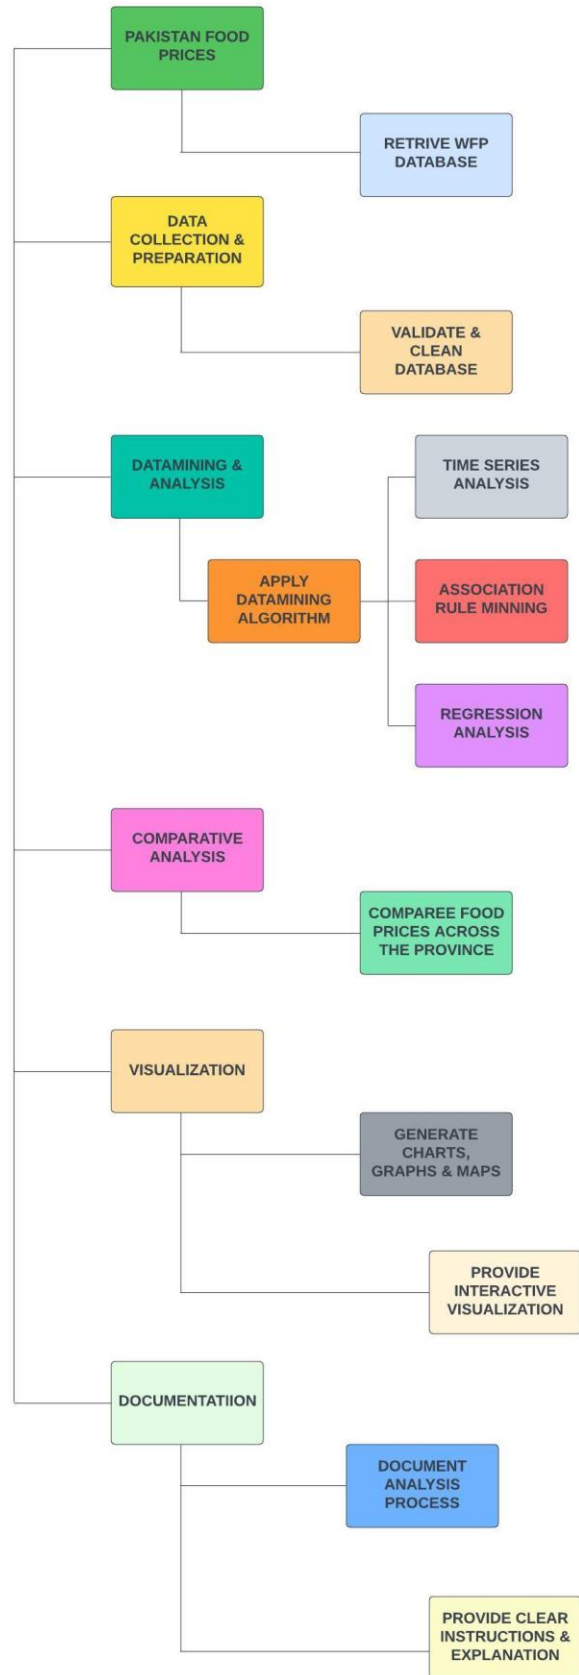 PAKISTAN FOOD
PRICES
RETRIVE WFP
DATABASE
DATA
COLLECTION &
PREPARATION
VALIDATE &
CLEAN
DATABASE
DATAMINING &
ANALYSIS
TIME SERIES
ANALYSIS
APPLY
DATAMINING
ALGORITHM
ASSOCIATION
RULE MINNING
REGRESSION
ANALYSIS
COMPARATIVE
ANALYSIS
COMPAREE FOOD
PRICES ACROSS
THE PROVINCE
VISUALIZATION
GENERATE
CHARTS,
GRAPHS & MAPS
PROVIDE
INTERACTIVE
VISUALIZATION
DOCUMENTATIION
DOCUMENT
ANALYSIS
PROCESS
PROVIDE CLEAR
INSTRUCTIONS &
EXPLANATION